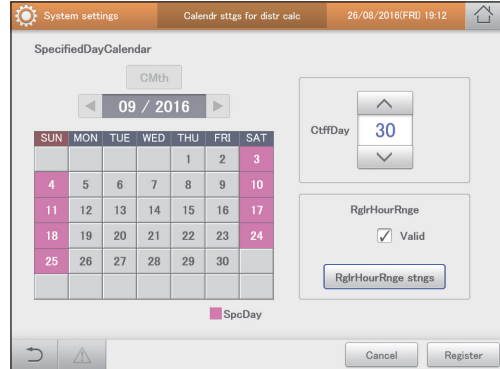 System settings
Calendr sttgs for distr calc
26/08/2016(FRI) 19:12
SpecifiedDayCalendar
CMth
09 / 2016
SUN MON TUE WED THU FRI SAT
1 2 3
4 5 6 7 8 9 10
11 12 13 14 15 16 17
18 19 20 21 22 23 24
25 26 27 28 29 30
SpcDay
CtffDay
30
RglrHourRnge
Valid
RglrHourRnge stngs
Cancel
Register